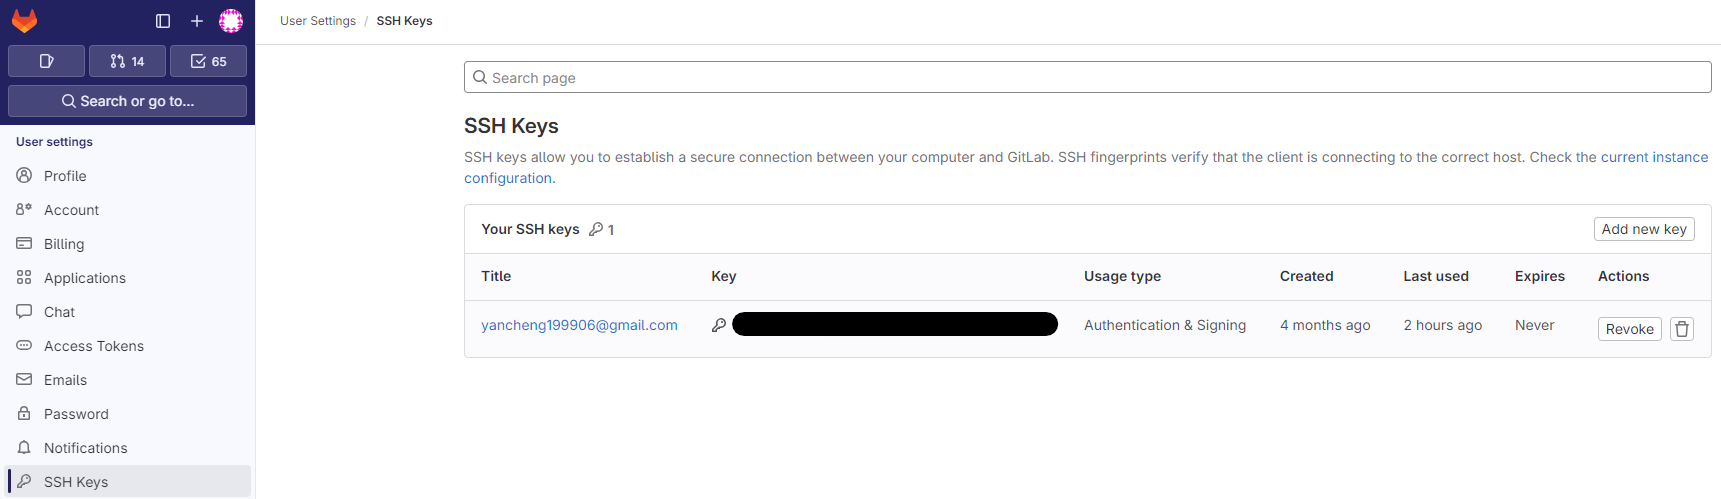 User Settings / SSH Keys
14
65
Search or go to...
User settings
Profile
Account
Billing
Applications
Chat
Access Tokens
Emails
Password
Notifications
SSH Keys
Search page
SSH Keys
SSH keys allow you to establish a secure connection between your computer and GitLab. SSH fingerprints verify that the client is connecting to the correct host. Check the current instance
configuration.
Your SSH keys 1
Add new key
Title Key Usage type Created Last used Expires Actions
yancheng199906@gmail.com Authentication & Signing 4 months ago 2 hours ago Never Revoke